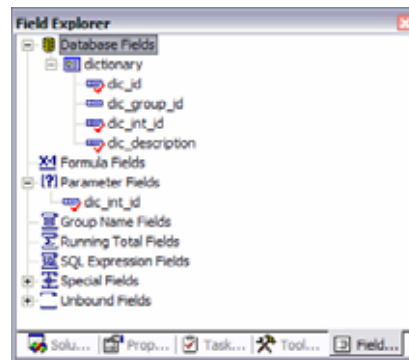 Field Explorer
Database Fields
dictionary
dic_id
dic_group_id
dic_int_id
dic_description
Formula Fields
Parameter Fields
dic_int_id
Group Name Fields
Running Total Fields
SQL Expression Fields
Special Fields
Unbound Fields
Solu... Prop... Task... Tool... Field...